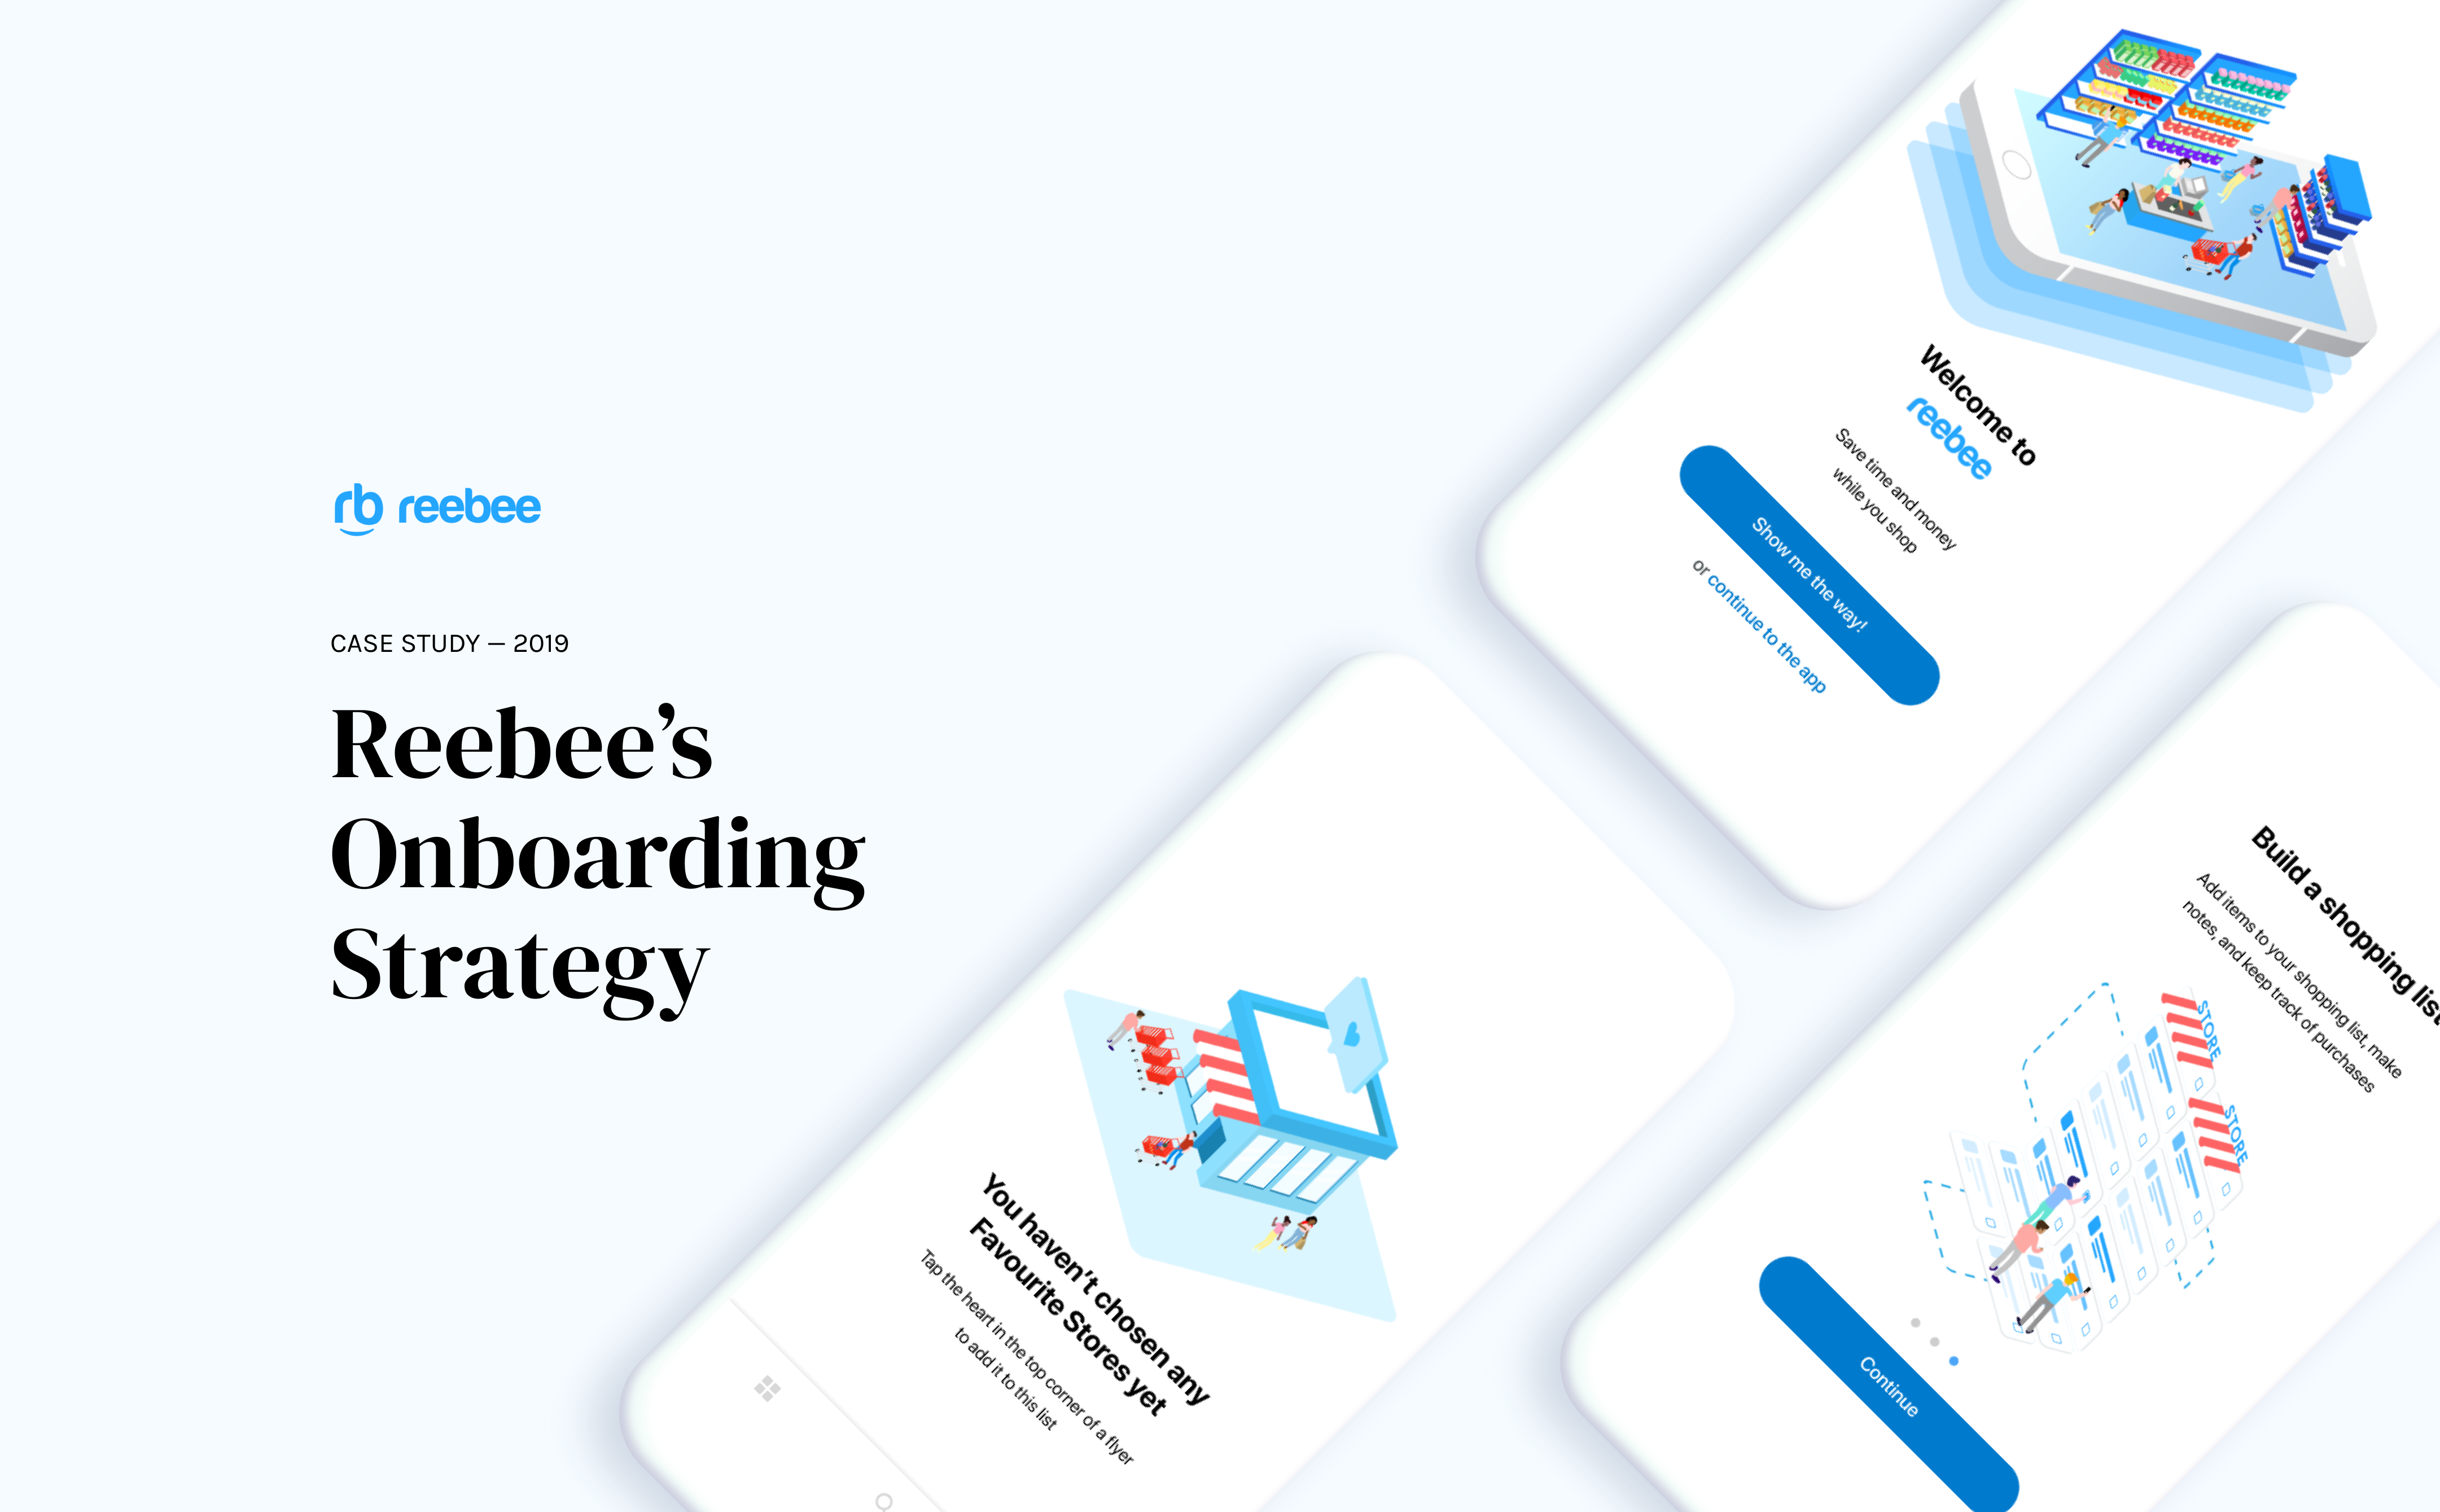 rb reebee
CASE STUDY — 2019
Reebee’s
Onboarding
Strategy
Welcome to
reebee
Save time and money
while you shop
Show me the way!
or continue to the app
You haven’t chosen any
Favourite Stores yet
Tap the heart in the top corner of a flyer
to add it to this list
Build a shopping list
Add items to your shopping list, make
notes, and keep track of purchases
STORE
STORE
Continue